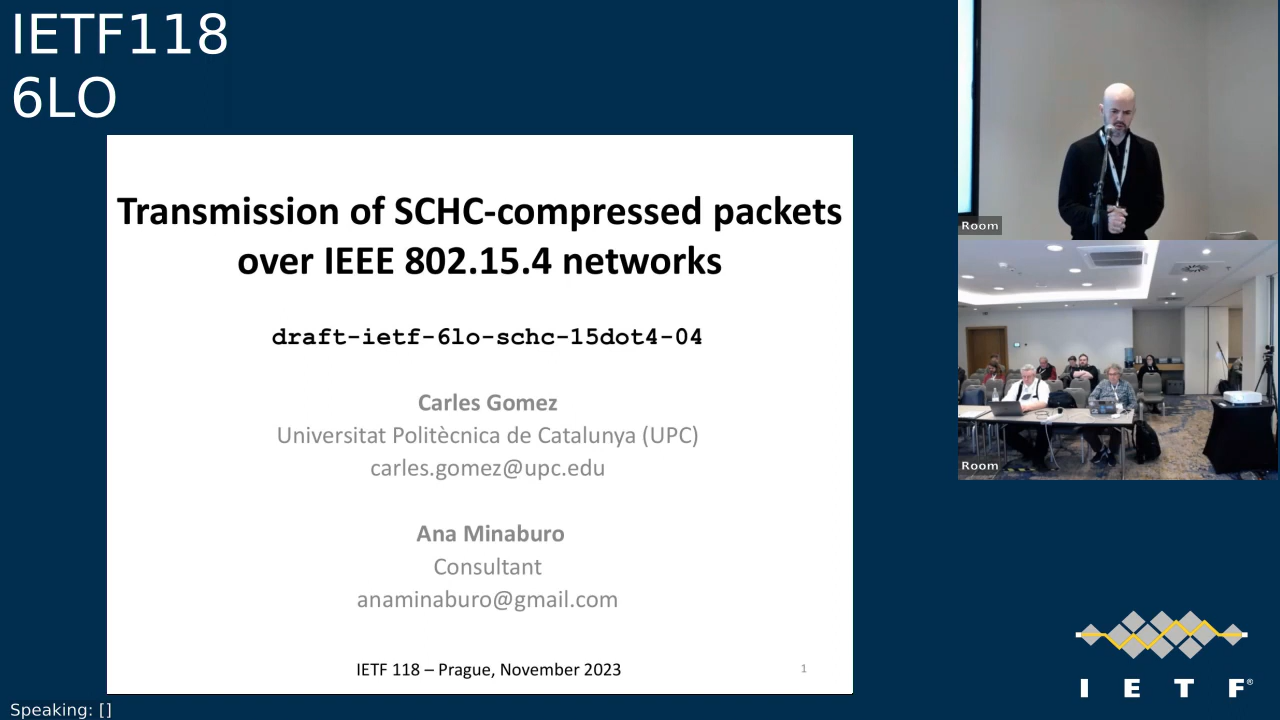 IETF118
6LO
Transmission of SCHC-compressed packets
over IEEE 802.15.4 networks
draft-ietf-6lo-schc-15dot4-04
Carles Gomez
Universitat Politècnica de Catalunya (UPC)
carles.gomez@upc.edu
Ana Minaburo
Consultant
anaminaburo@gmail.com
IETF 118 – Prague, November 2023
1
Room
Room
I E T F®
Speaking: []